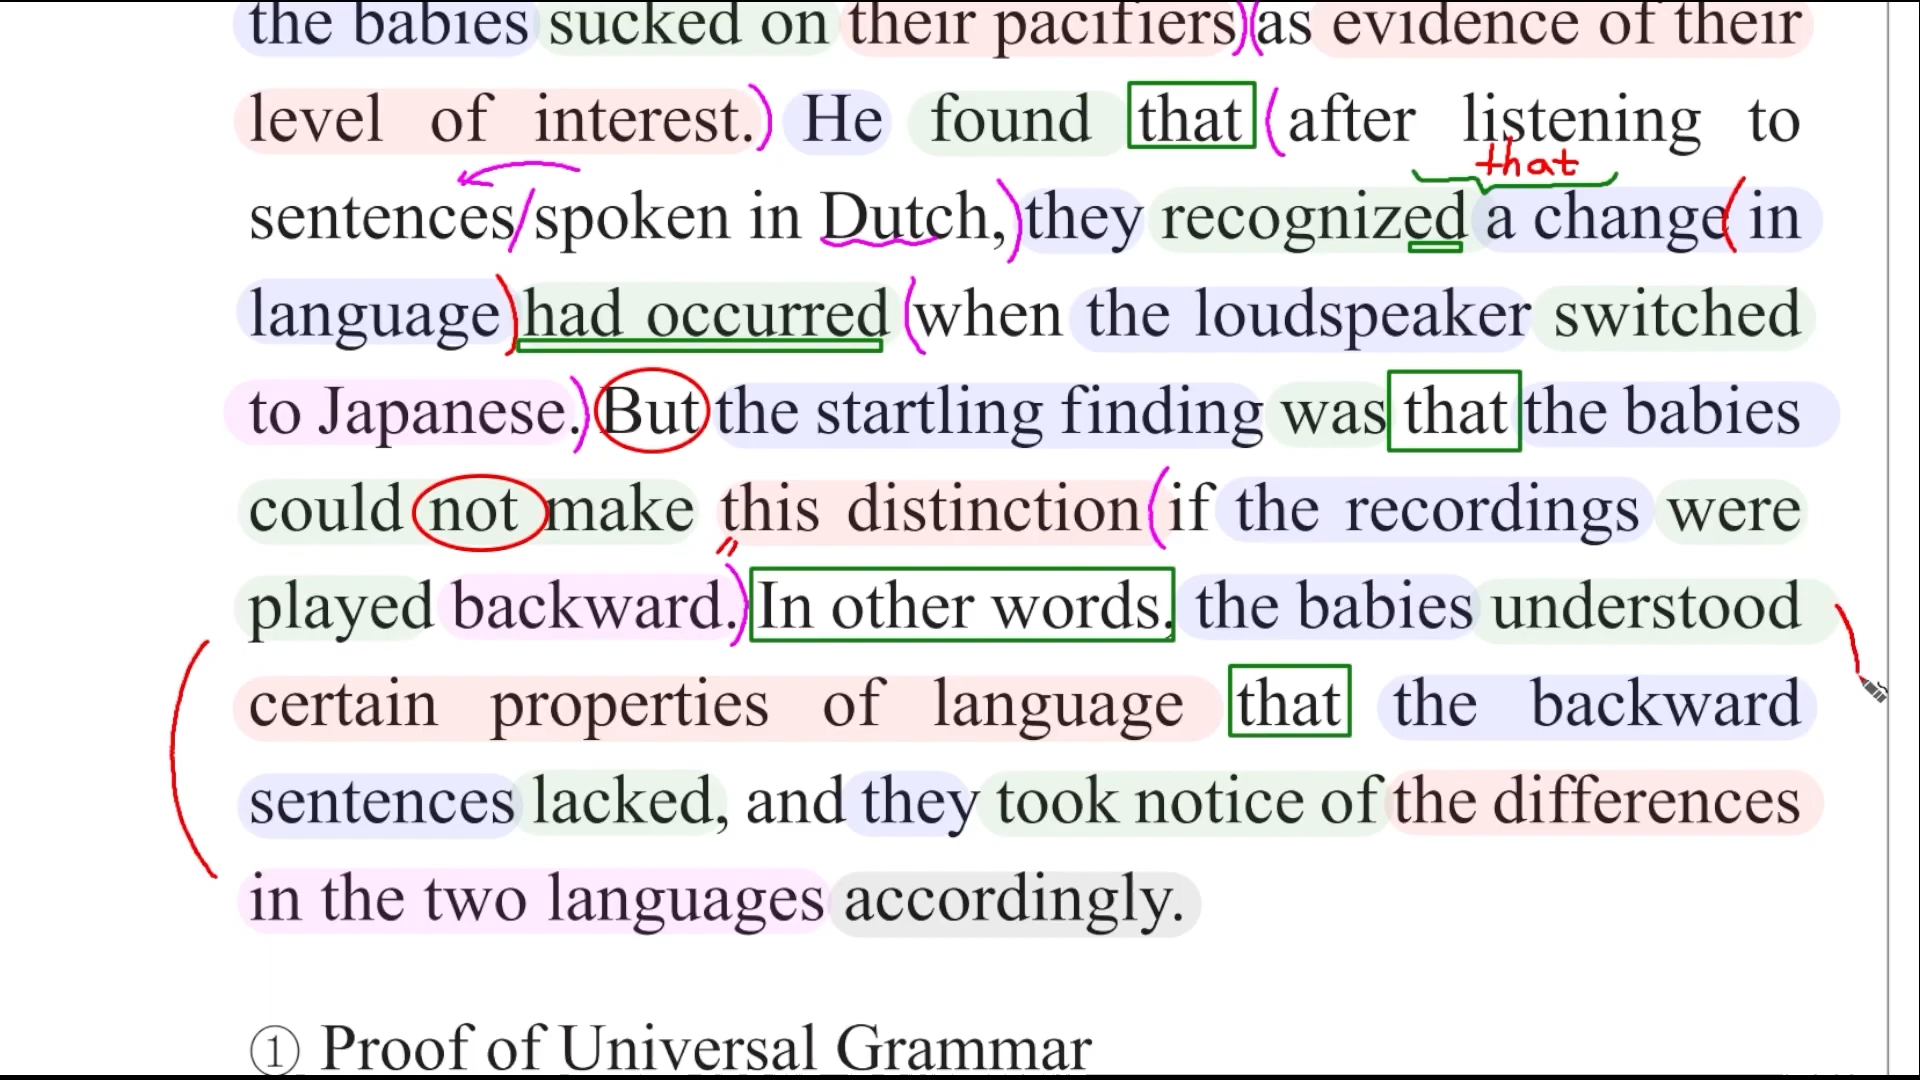 the babies sucked on their pacifiers as evidence of their
level of interest. He found that after listening to
that
sentences spoken in Dutch, they recognized a change in
language had occurred when the loudspeaker switched
to Japanese. But the startling finding was that the babies
could not make this distinction if the recordings were
played backward. In other words, the babies understood
certain properties of language that the backward
sentences lacked, and they took notice of the differences
in the two languages accordingly.
① Proof of Universal Grammar